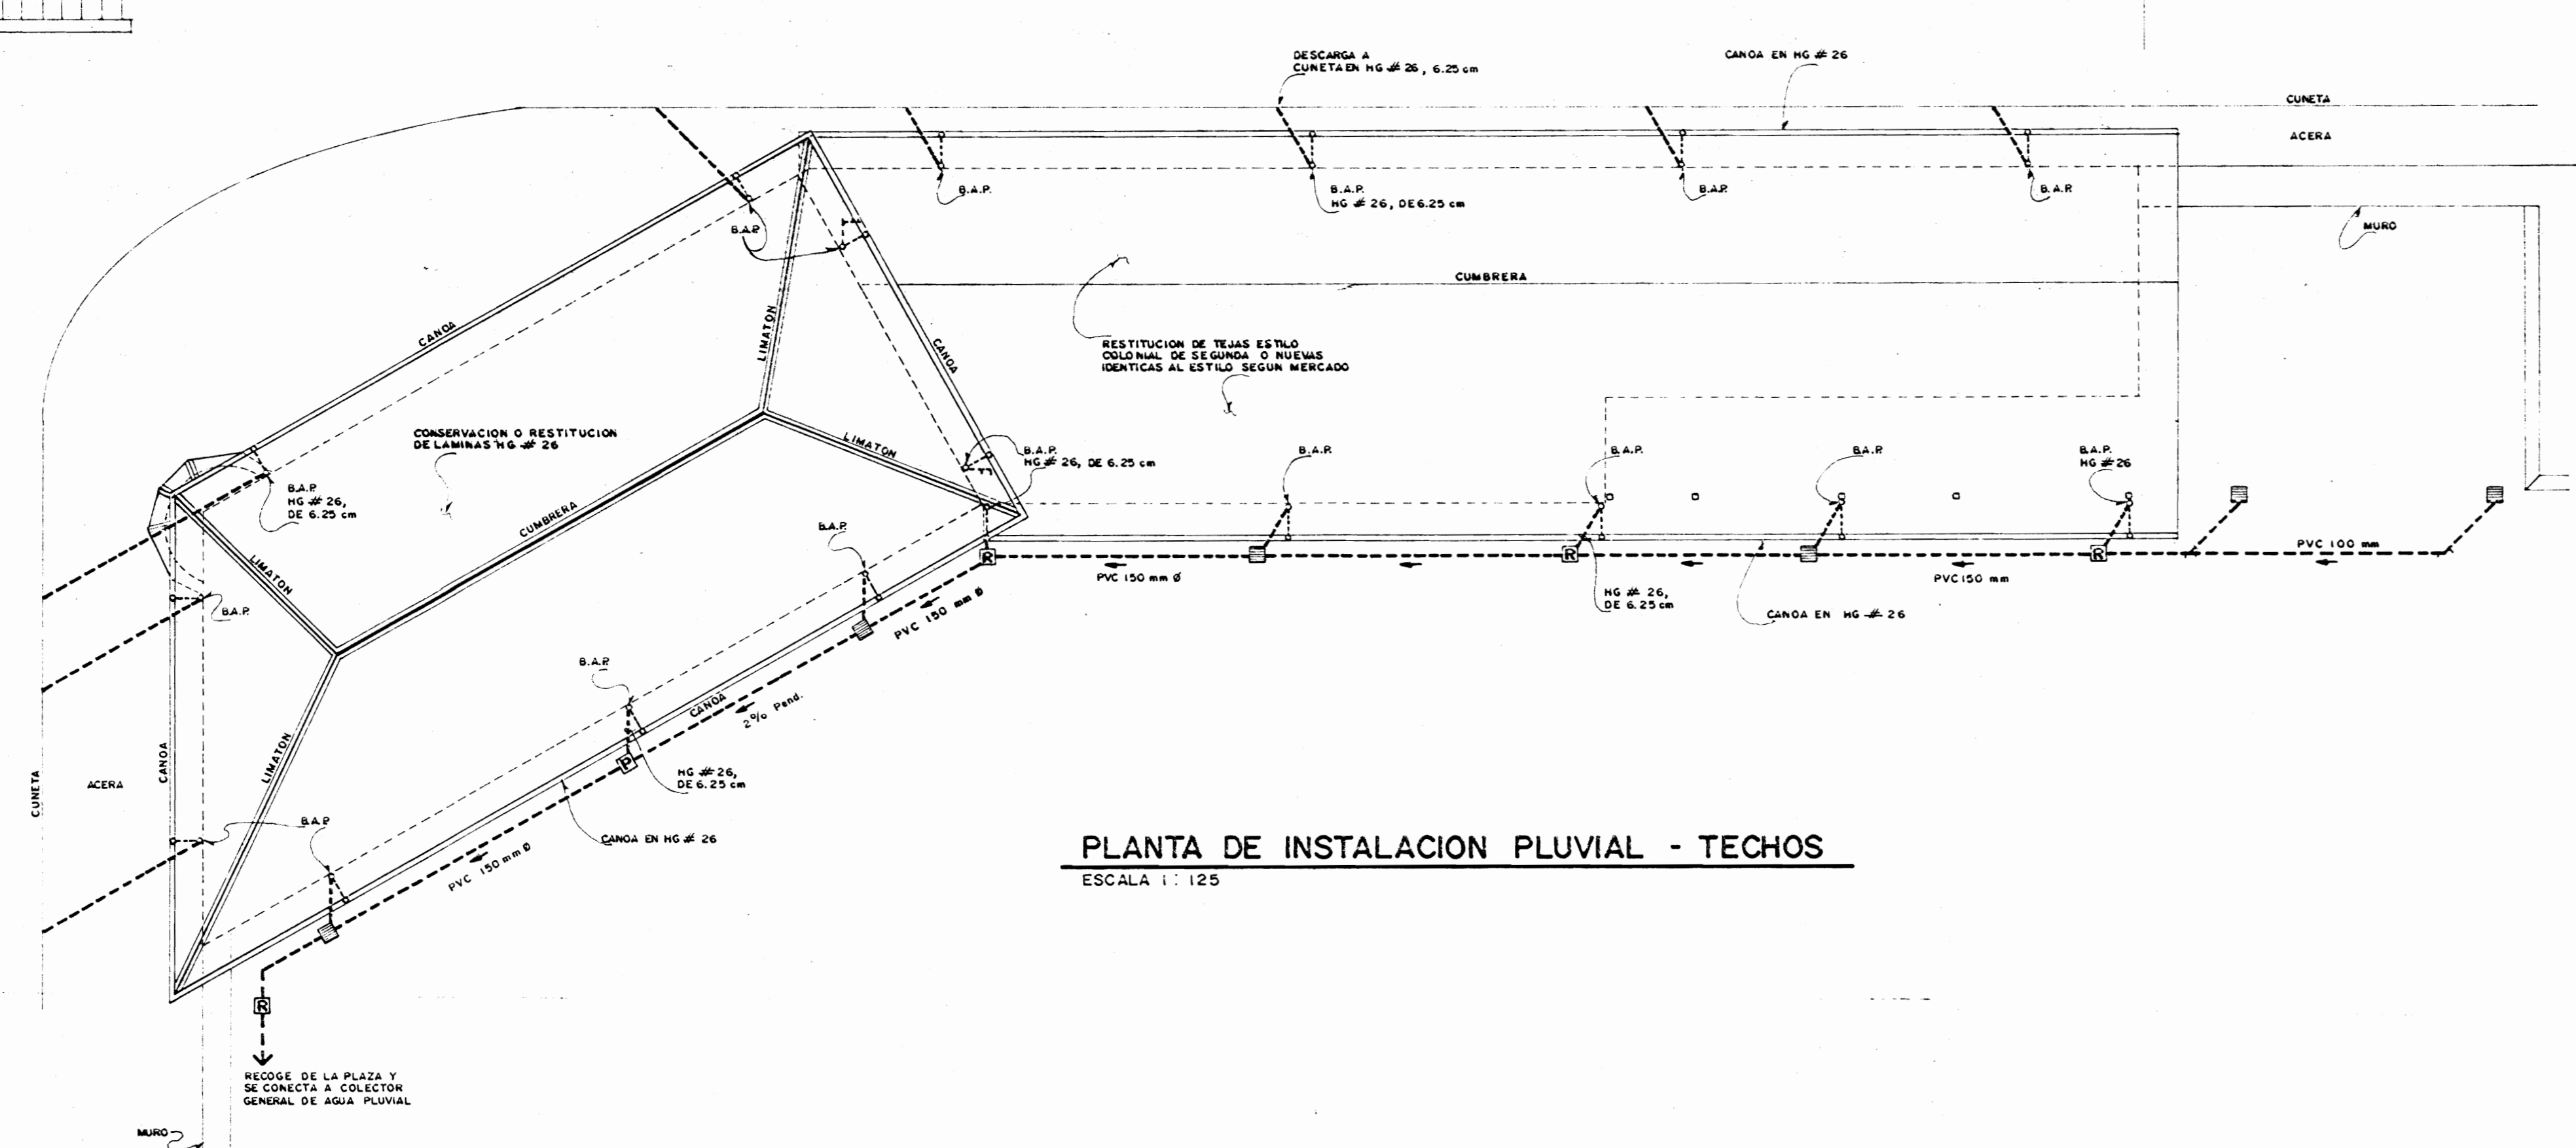 DESCARGA A
CUNETA EN HG # 26, 6.25 cm
CANOA EN HG # 26
CUNETA
ACERA
B.A.P.
B.A.P.
HG # 26, DE 6.25 cm
B.A.P.
B.A.P.
MURO
B.A.P.
CUMBRERA
CANOA
LIMATON
CANOA
RESTITUCION DE TEJAS ESTILO
COLONIAL DE SEGUNDA O NUEVAS
IDENTICAS AL ESTILO SEGUN MERCADO
CONSERVACION O RESTITUCION
DE LAMINAS HG # 26
LIMATON
B.A.P.
HG # 26, DE 6.25 cm
B.A.P.
B.A.P.
B.A.P.
B.A.P.
HG # 26
B.A.P.
HG # 26,
DE 6.25 cm
CUMBRERA
B.A.P.
R
R
R
PVC 100 mm
LIMATON
PVC 150 mm Ø
PVC 150 mm
B.A.P.
PVC 150 mm Ø
HG # 26,
DE 6.25 cm
CANOA EN HG # 26
B.A.P.
CANOA
2% Pend.
CANOA
LIMATON
P
HG # 26,
DE 6.25 cm
CUNETA
ACERA
B.A.P
CANOA EN HG # 26
PVC 150 mm Ø
PLANTA DE INSTALACION PLUVIAL - TECHOS
ESCALA 1 : 125
R
RECOGE DE LA PLAZA Y
SE CONECTA A COLECTOR
GENERAL DE AGUA PLUVIAL
MURO